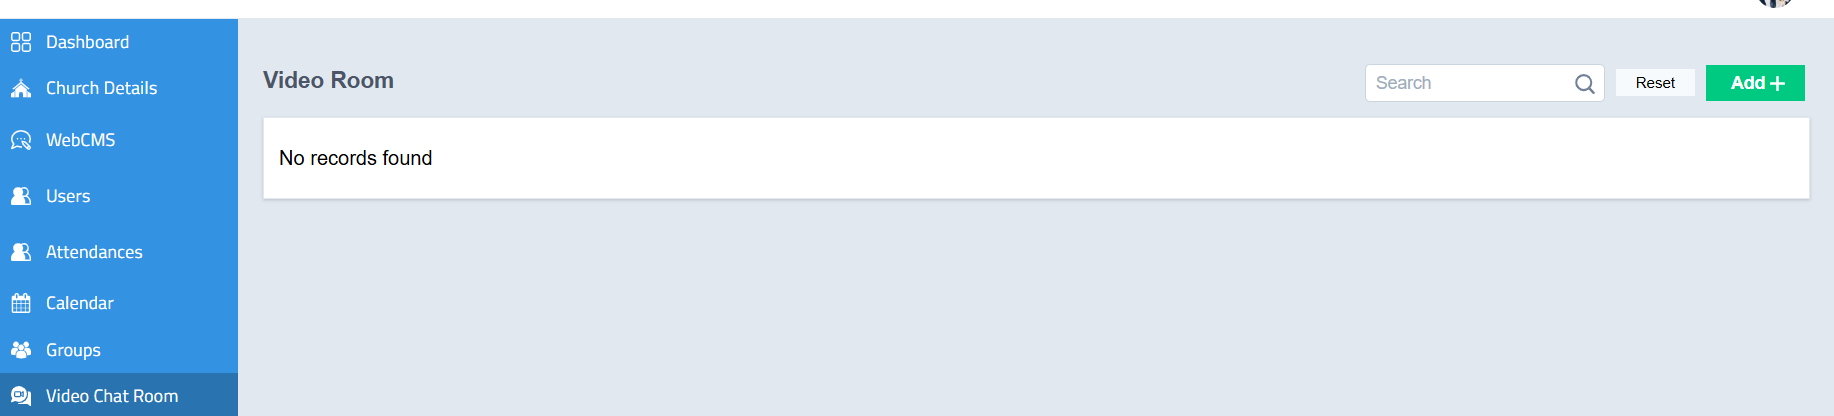 Dashboard
Church Details
WebCMS
Users
Attendances
Calendar
Groups
Video Chat Room
Video Room
Search
Reset
Add
No records found